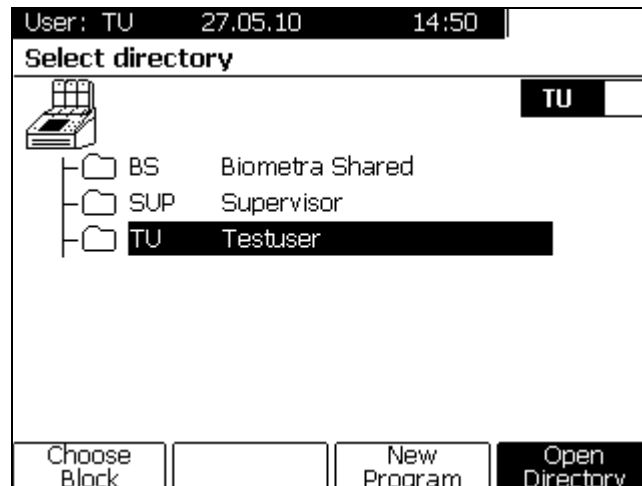 User: TU 27.05.10 14:50
Select directory
TU
BS Biometra Shared
SUP Supervisor
TU Testuser
Choose Block
New Program
Open Directory